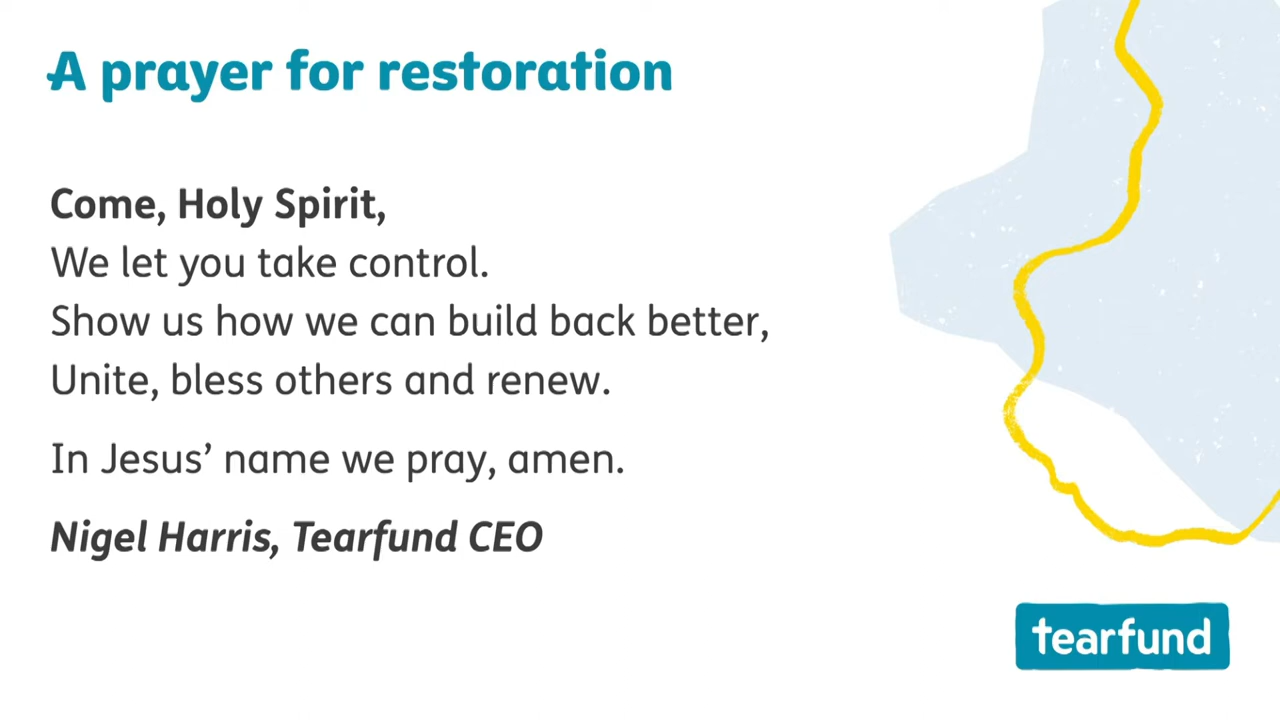 A prayer for restoration
Come, Holy Spirit,
We let you take control.
Show us how we can build back better,
Unite, bless others and renew.
In Jesus’ name we pray, amen.
Nigel Harris, Tearfund CEO
tearfund